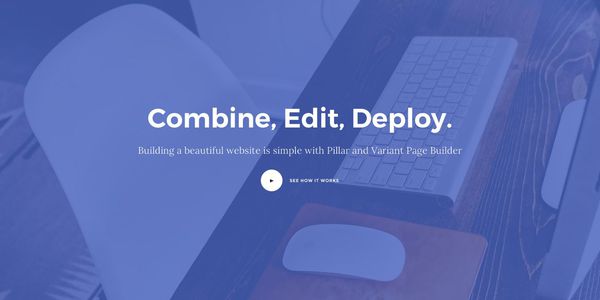 Combine, Edit, Deploy.
Building a beautiful website is simple with Pillar and Variant Page Builder
SEE HOW IT WORKS